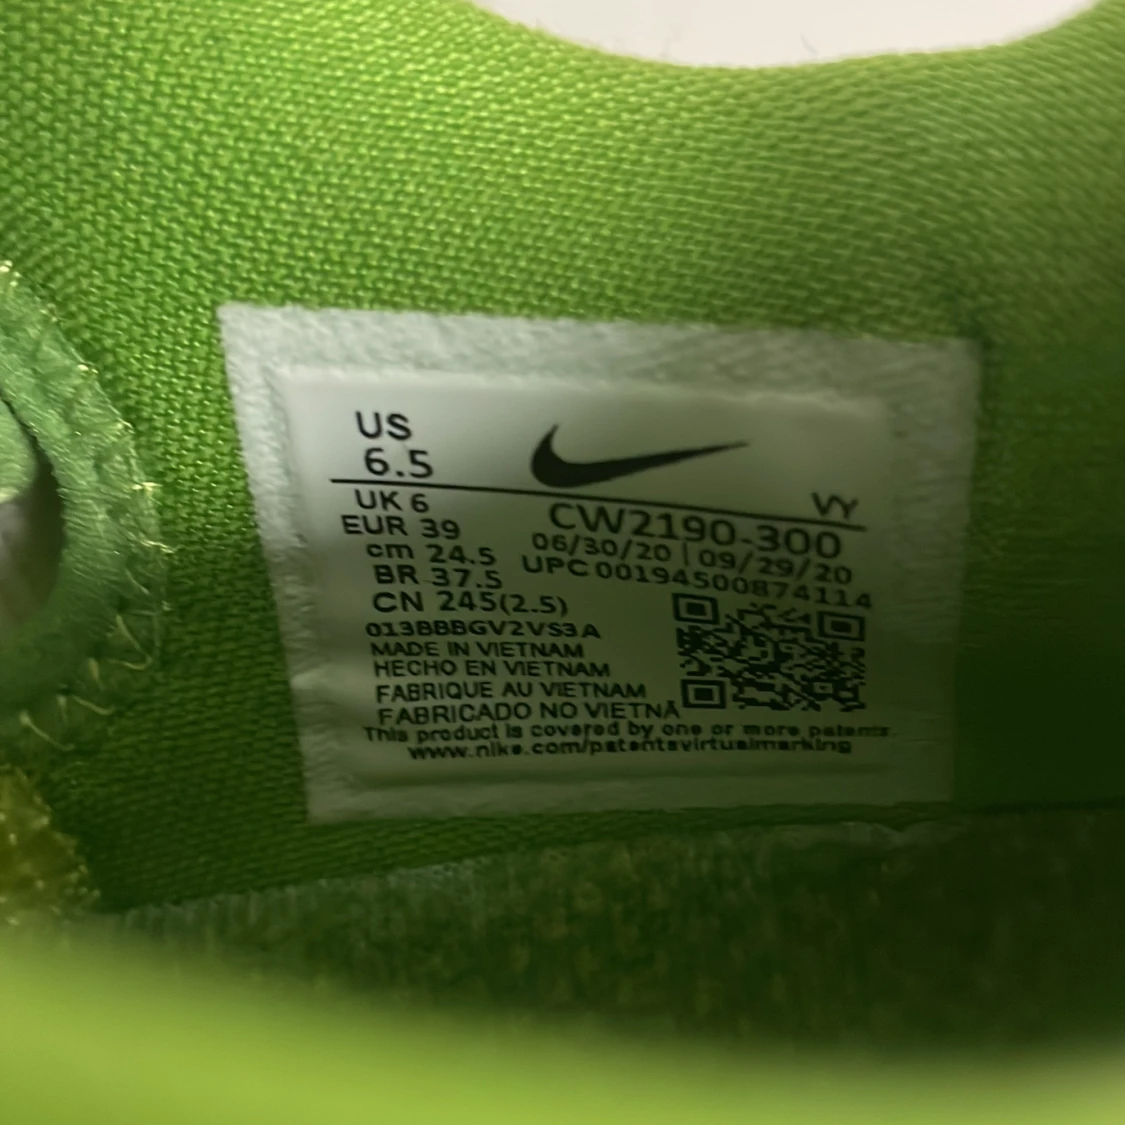 US
6.5
VY
UK 6
CW2190-300
EUR 39
06/30/20 | 09/29/20
cm 24.5
UPC 00194500874114
BR 37.5
CN 245(2.5)
013BBBGV2VS3A
MADE IN VIETNAM
HECHO EN VIETNAM
FABRIQUE AU VIETNAM
FABRICADO NO VIETNÃ
This product is covered by one or more patents
www.nike.com/patentsvirtualmarking